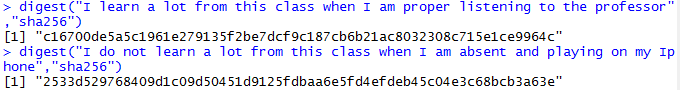 > digest("I learn a lot from this class when I am proper listening to the professor"
,"sha256")
[1] "c16700de5a5c1961e279135f2be7dcf9c187cb6b21ac8032308c715e1ce9964c"
> digest("I do not learn a lot from this class when I am absent and playing on my Ip
hone","sha256")
[1] "2533d529768409d1c09d50451d9125fdbaa6e5fd4efdeb45c04e3c68bcb3a63e"